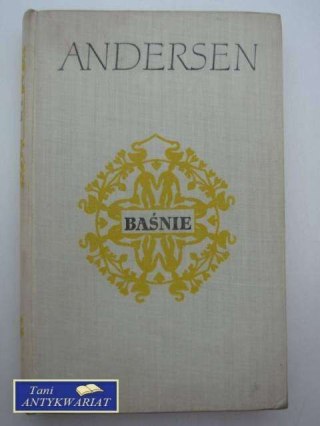 ANDERSEN
BAŚNIE
Tani
ANTYKWARIAT